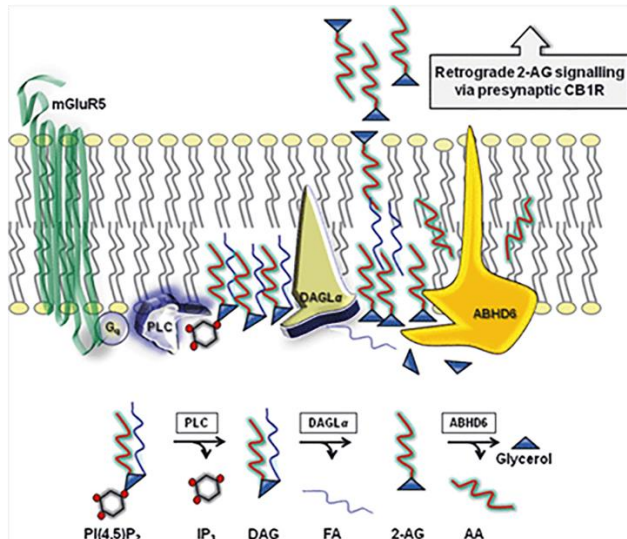 Retrograde 2-AG signalling
via presynaptic CB1R
mGluR5
DAGLα
Gq
PLC
ABHD6
PLC
DAGLα
ABHD6
Glycerol
PI(4,5)P2
IP3
DAG
FA
2-AG
AA